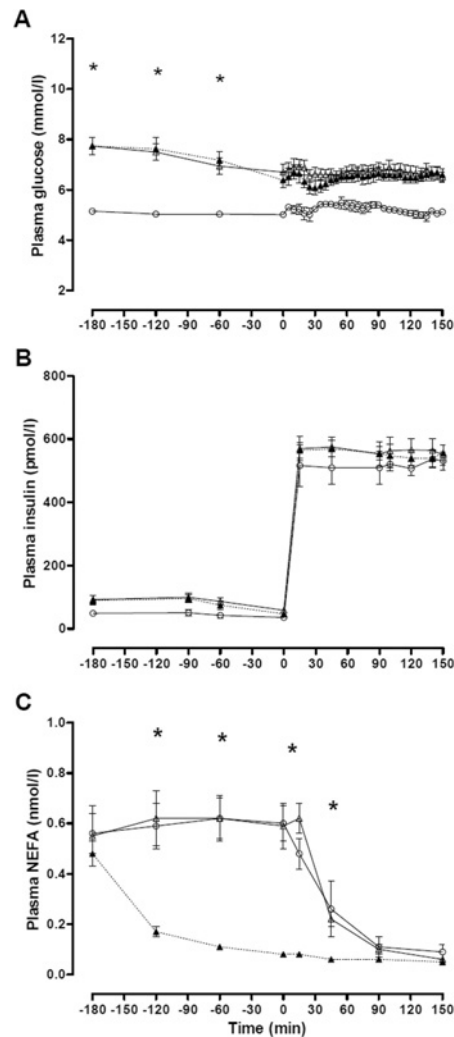 A
Plasma glucose (mmol/l)
12
10
8
6
4
2
* * *
-180 -150 -120 -90 -60 -30 0 30 60 90 120 150
B
Plasma insulin (pmol/l)
800
600
400
200
0
-180 -150 -120 -90 -60 -30 0 30 60 90 120 150
C
Plasma NEFA (nmol/l)
1.0
0.8
0.6
0.4
0.2
0.0
* * * *
-180 -150 -120 -90 -60 -30 0 30 60 90 120 150
Time (min)